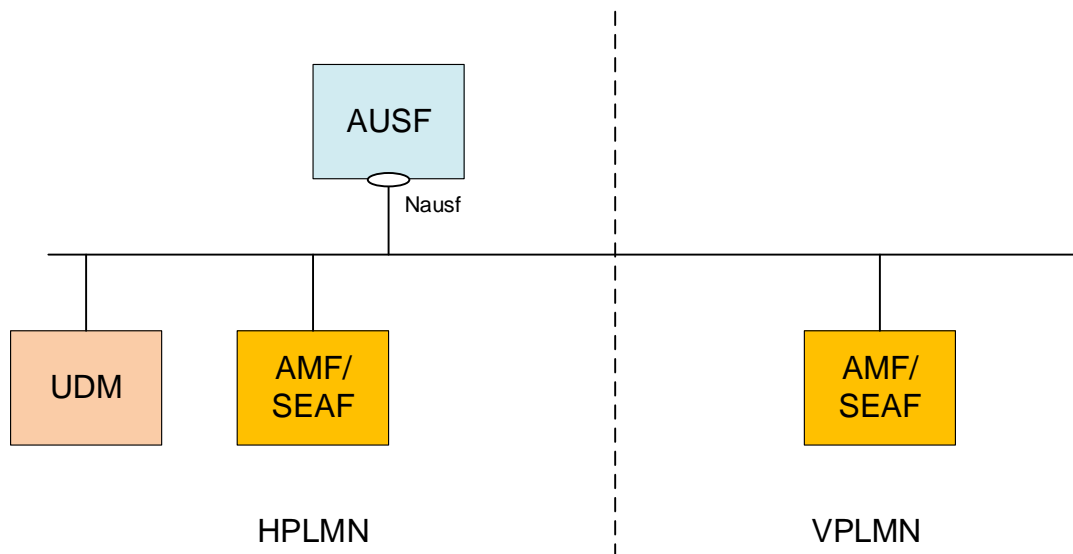 AUSF
Nausf
UDM
AMF/
SEAF
AMF/
SEAF
HPLMN
VPLMN